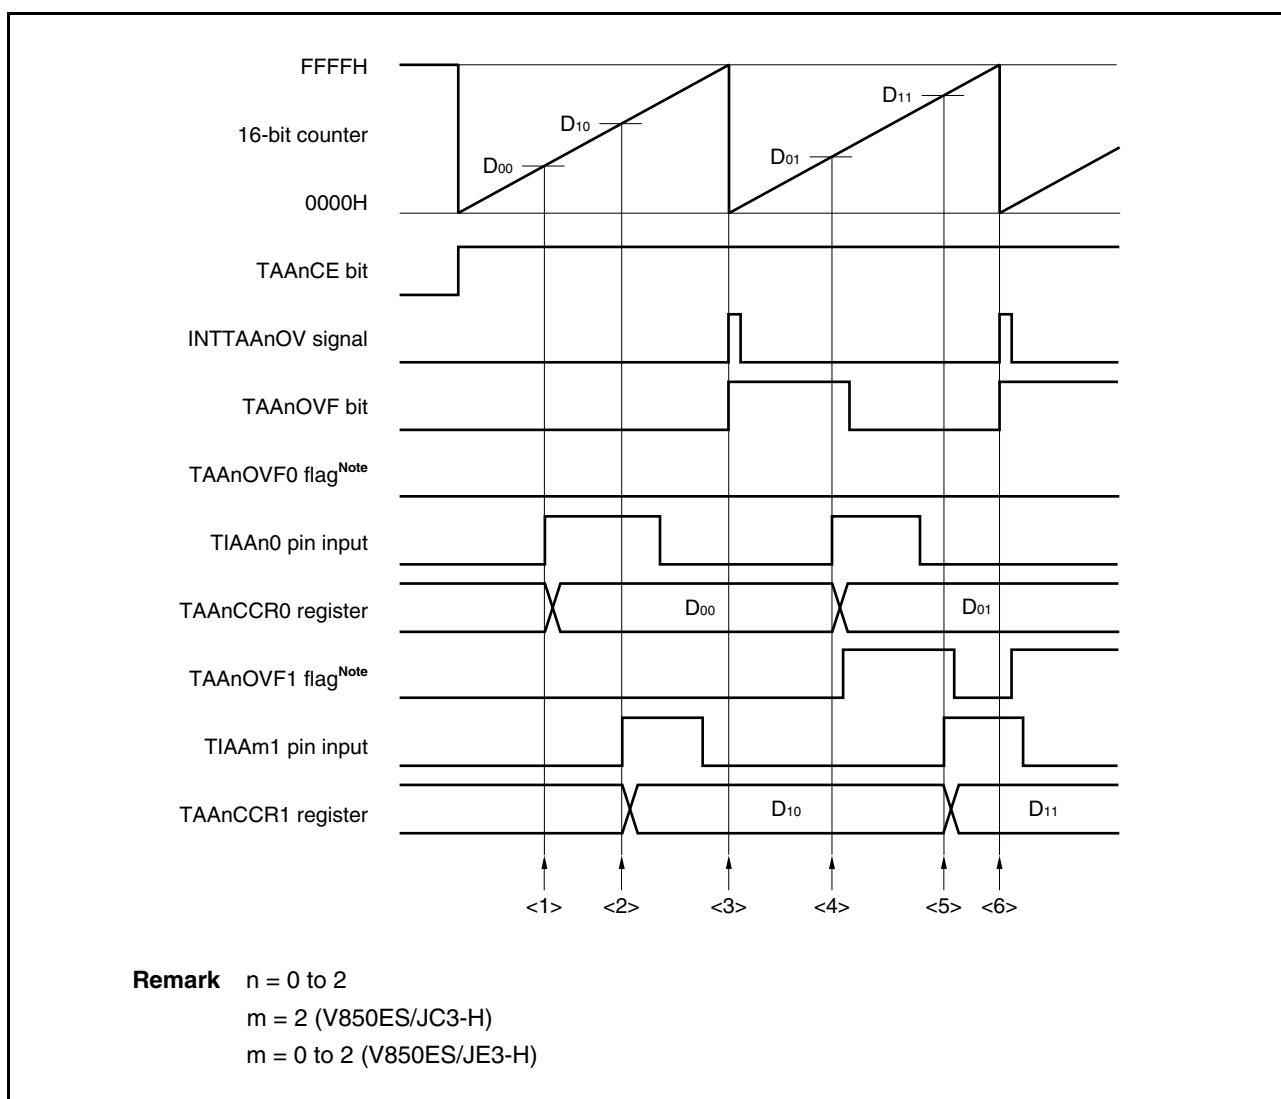 FFFFH
D11
D10
16-bit counter
D01
D00
0000H
TAAnCE bit
INTTAAnOV signal
TAAnOVF bit
TAAnOVF0 flagNote
TIAAn0 pin input
TAAnCCR0 register
D00
D01
TAAnOVF1 flagNote
TIAAm1 pin input
TAAnCCR1 register
D10
D11
<1> <2> <3> <4> <5> <6>
Remark n = 0 to 2
m = 2 (V850ES/JC3-H)
m = 0 to 2 (V850ES/JE3-H)